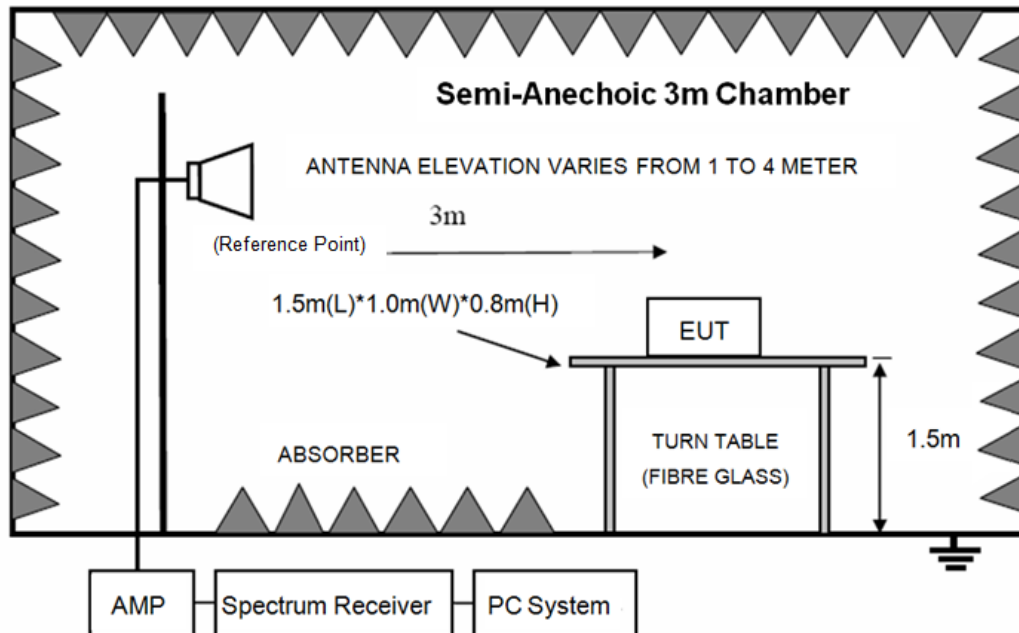 Semi-Anechoic 3m Chamber
ANTENNA ELEVATION VARIES FROM 1 TO 4 METER
3m
(Reference Point)
1.5m(L)*1.0m(W)*0.8m(H)
EUT
ABSORBER
TURN TABLE
(FIBRE GLASS)
1.5m
AMP
Spectrum Receiver
PC System